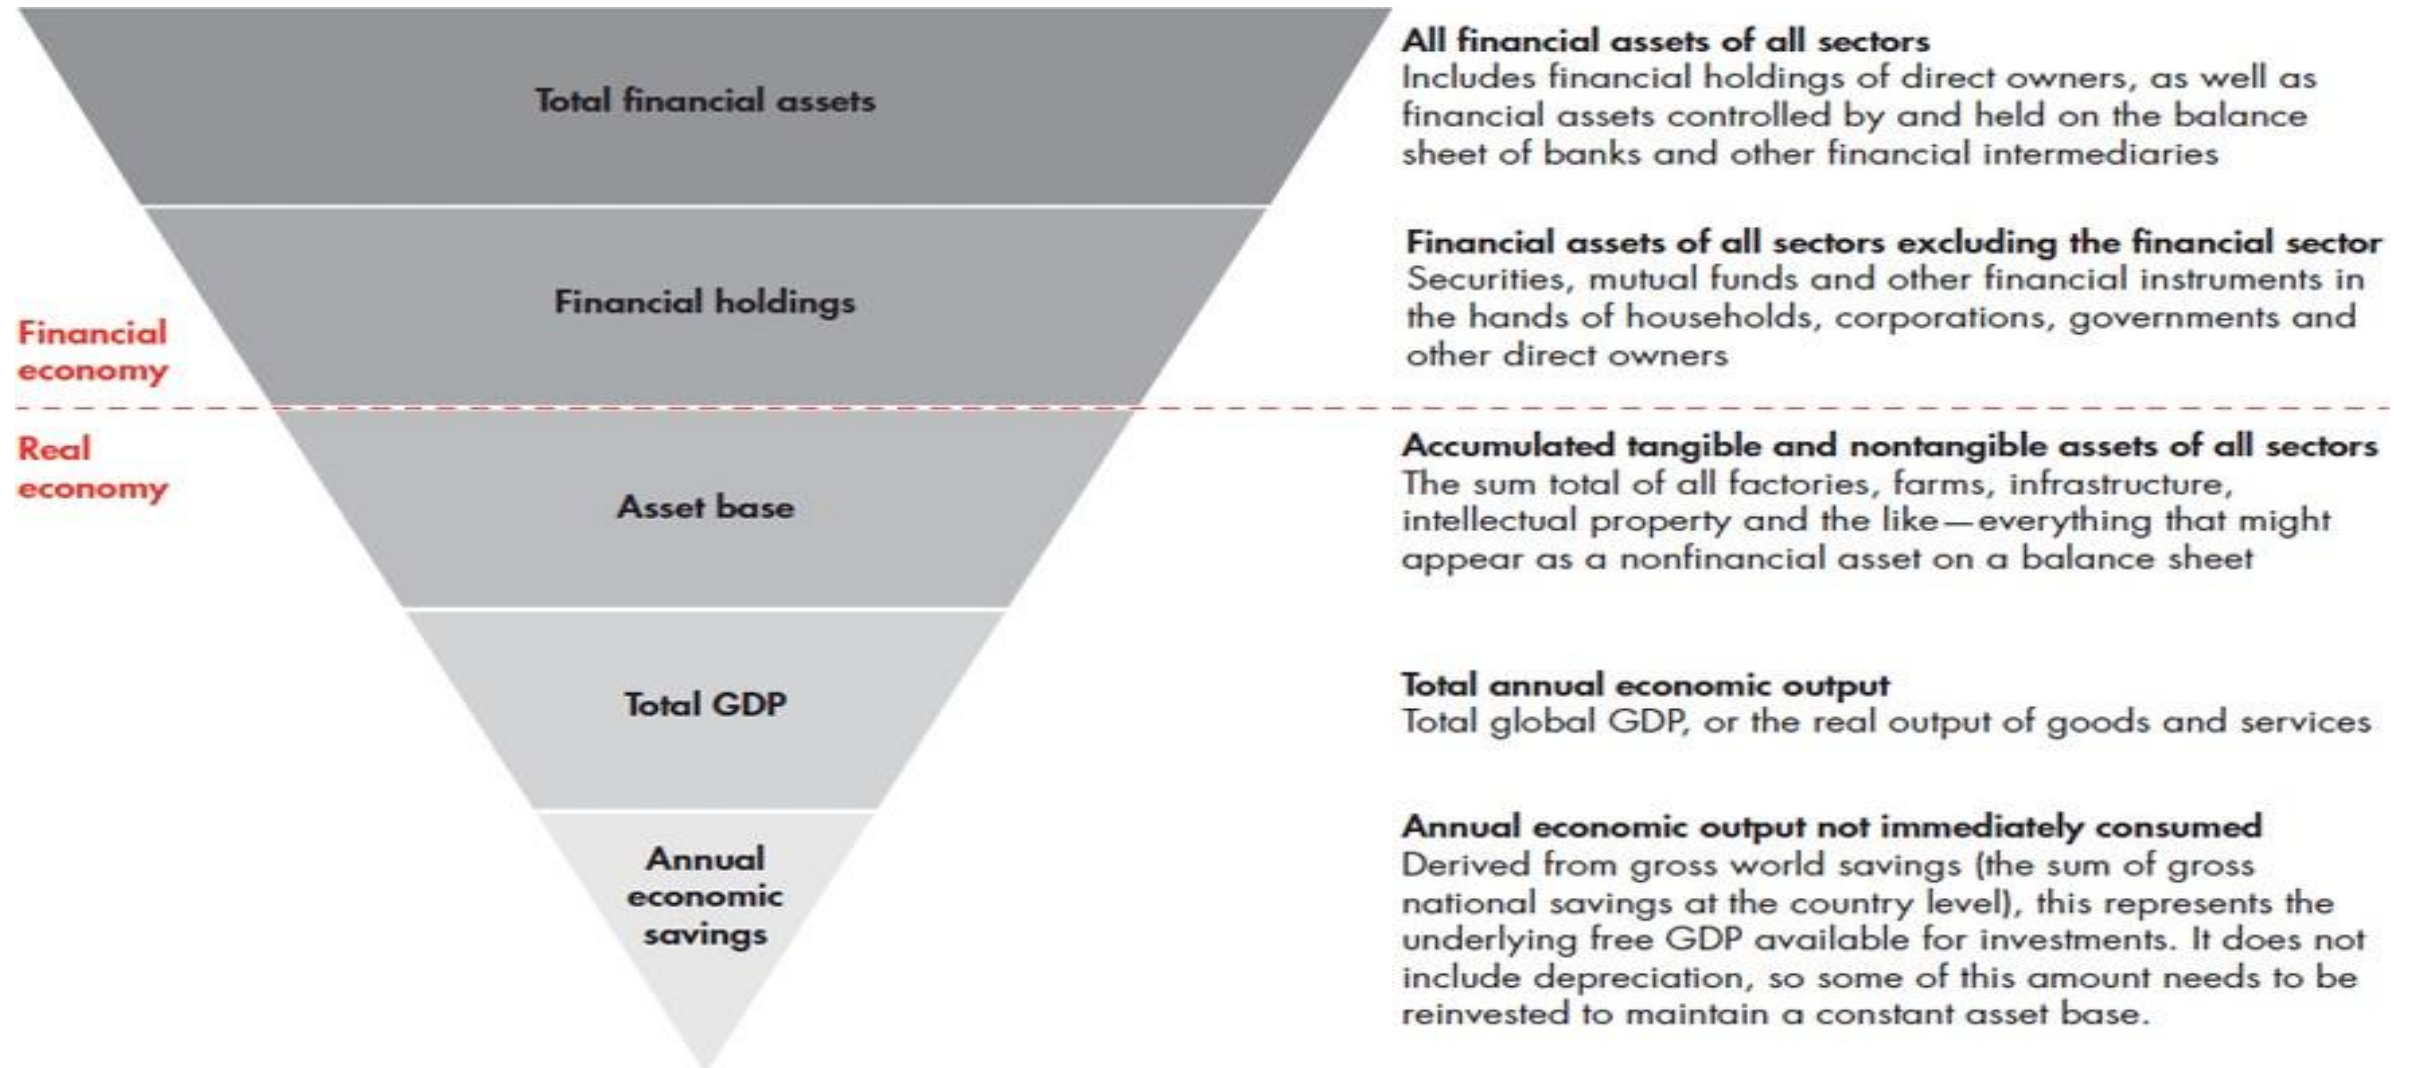 Total financial assets
All financial assets of all sectors
Includes financial holdings of direct owners, as well as
financial assets controlled by and held on the balance
sheet of banks and other financial intermediaries
Financial holdings
Financial assets of all sectors excluding the financial sector
Securities, mutual funds and other financial instruments in
the hands of households, corporations, governments and
other direct owners
Financial
economy
Real
economy
Asset base
Accumulated tangible and nontangible assets of all sectors
The sum total of all factories, farms, infrastructure,
intellectual property and the like—everything that might
appear as a nonfinancial asset on a balance sheet
Total GDP
Total annual economic output
Total global GDP, or the real output of goods and services
Annual
economic
savings
Annual economic output not immediately consumed
Derived from gross world savings (the sum of gross
national savings at the country level), this represents the
underlying free GDP available for investments. It does not
include depreciation, so some of this amount needs to be
reinvested to maintain a constant asset base.